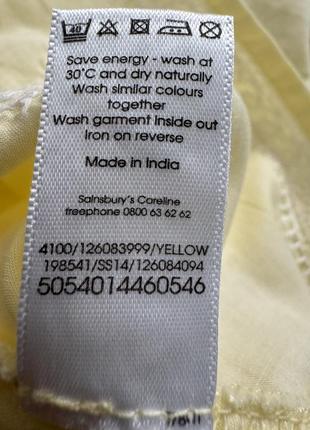 40
Save energy - wash at
30°C and dry naturally
Wash similar colours
together
Wash garment inside out
Iron on reverse
Made in India
Sainsbury's Careline
freephone 0800 63 62 62
4100/126083999/YELLOW
198541/SS14/126084094
5054014460546